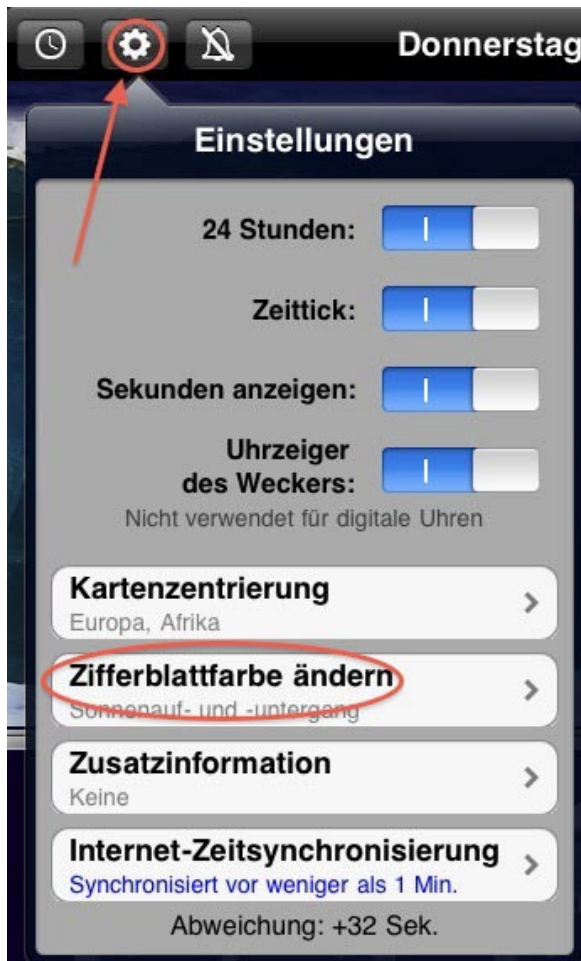 Donnerstag
Einstellungen
24 Stunden:
Zeittick:
Sekunden anzeigen:
Uhrzeiger
des Weckers:
Nicht verwendet für digitale Uhren
Kartenzentrierung
Europa, Afrika
Zifferblattfarbe ändern
Sonnenauf- und -untergang
Zusatzinformation
Keine
Internet-Zeitsynchronisierung
Synchronisiert vor weniger als 1 Min.
Abweichung: +32 Sek.